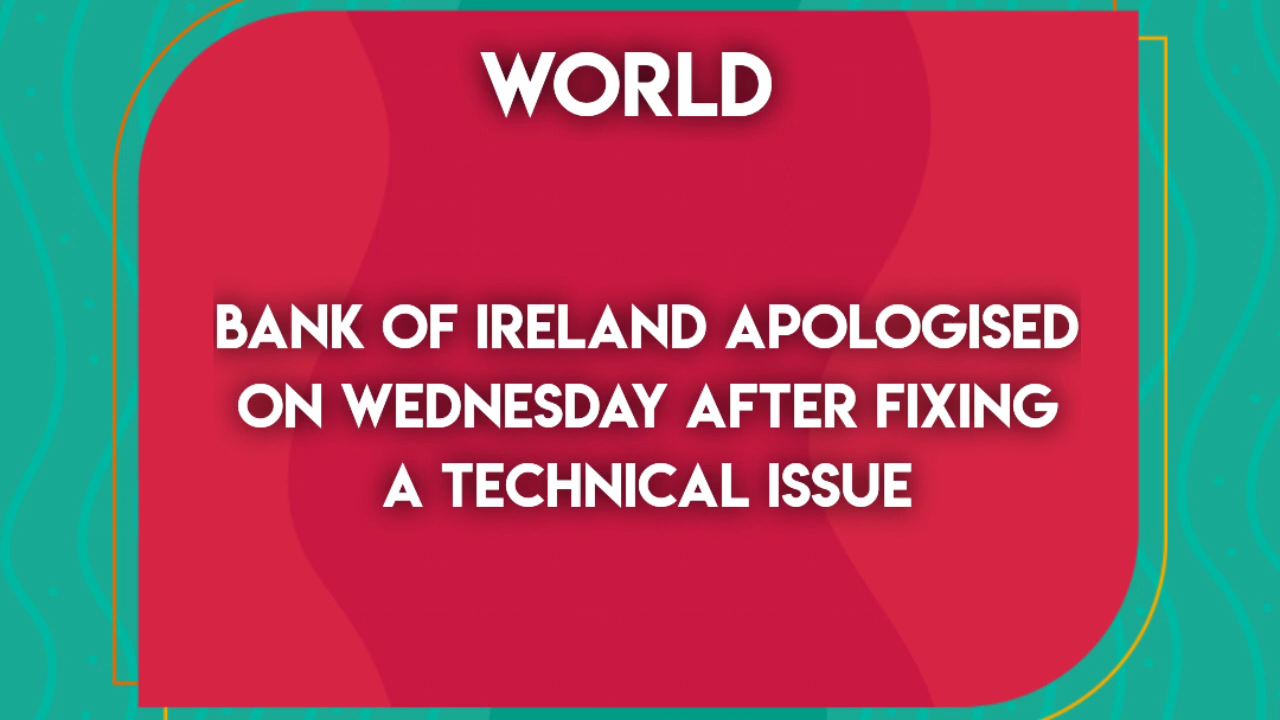 WORLD
BANK OF IRELAND APOLOGISED
ON WEDNESDAY AFTER FIXING
A TECHNICAL ISSUE